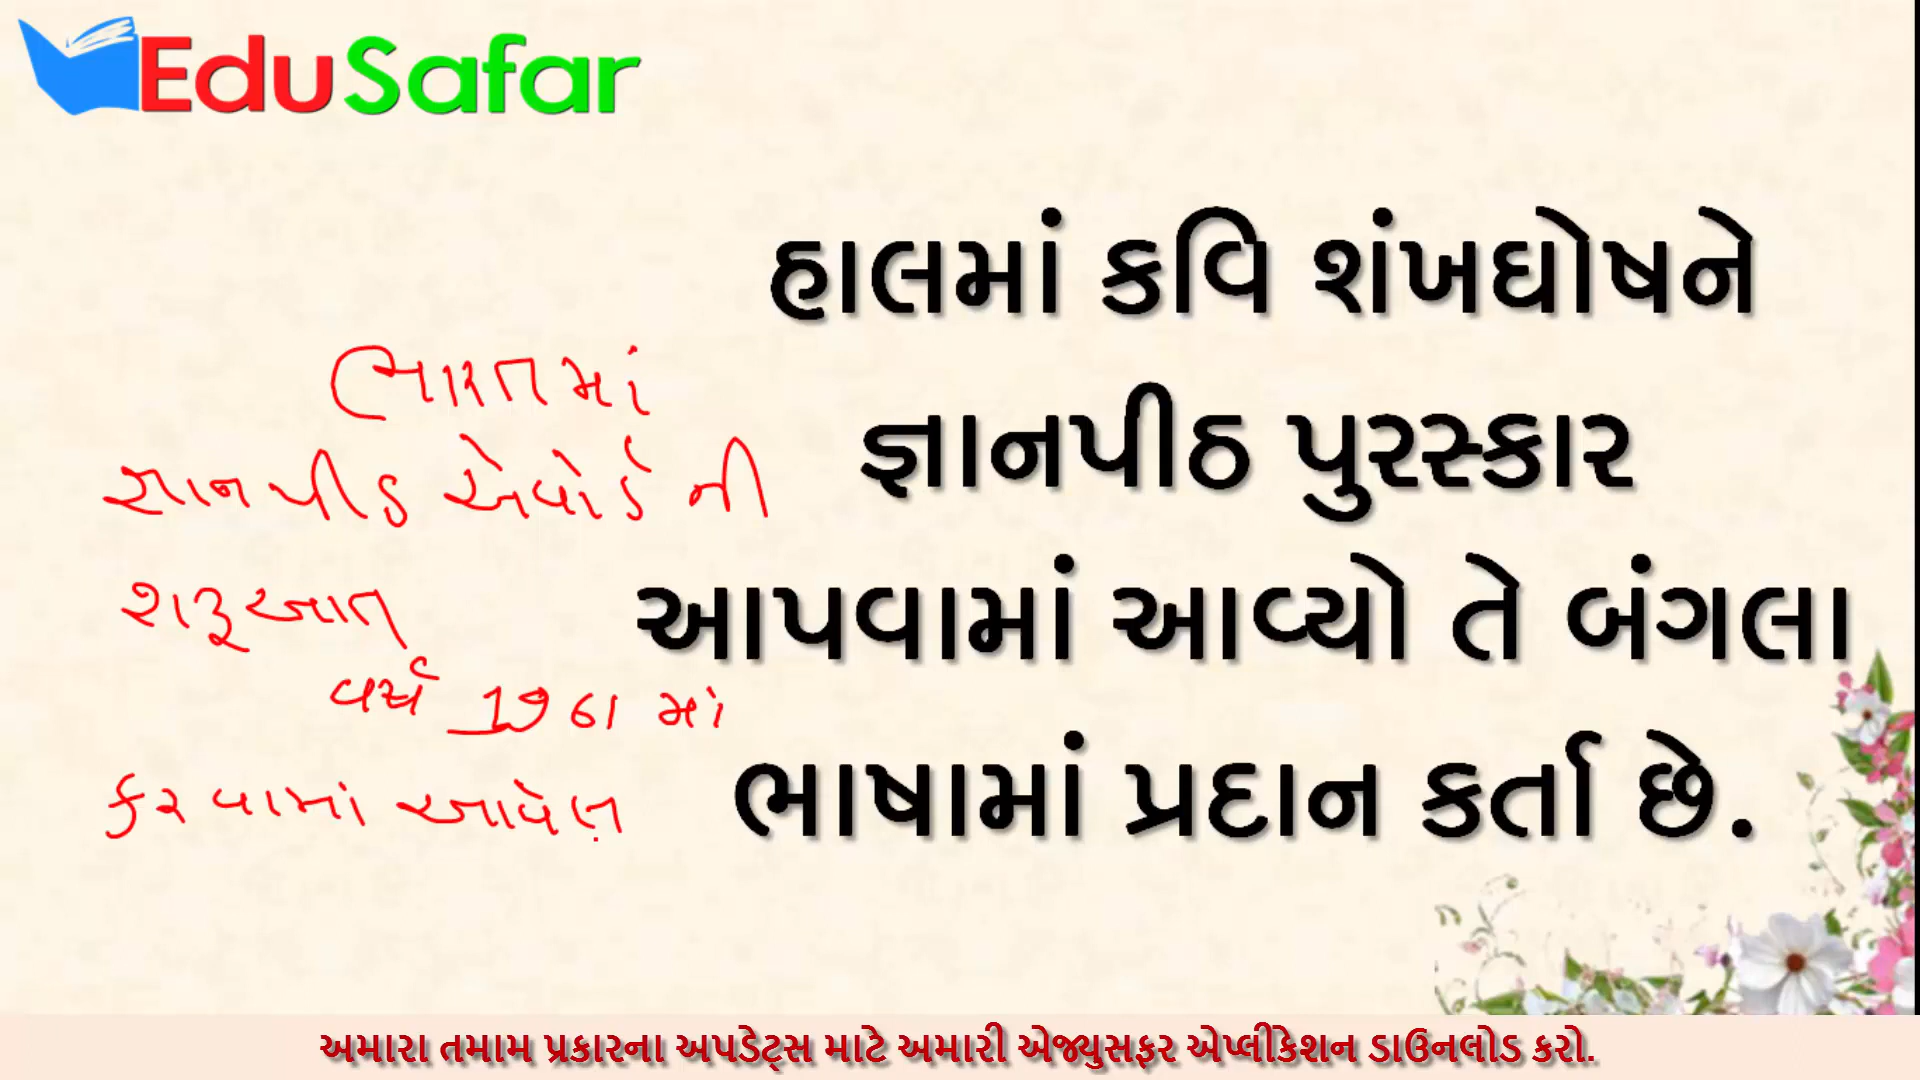 EduSafar
હાલમાં કવિ શંખઘોષને
જ્ઞાનપીઠ પુરસ્કાર
આપવામાં આવ્યો તે બંગલા
ભાષામાં પ્રદાન કર્તા છે.
ભારતમાં
જ્ઞાનપીઠ એવોર્ડ ની
શરૂઆત
વર્ષ 1961 માં
કરવામાં આવેલ
અમારા તમામ પ્રકારના અપડેટ્સ માટે અમારી એજ્યુસફર એપ્લીકેશન ડાઉનલોડ કરો.